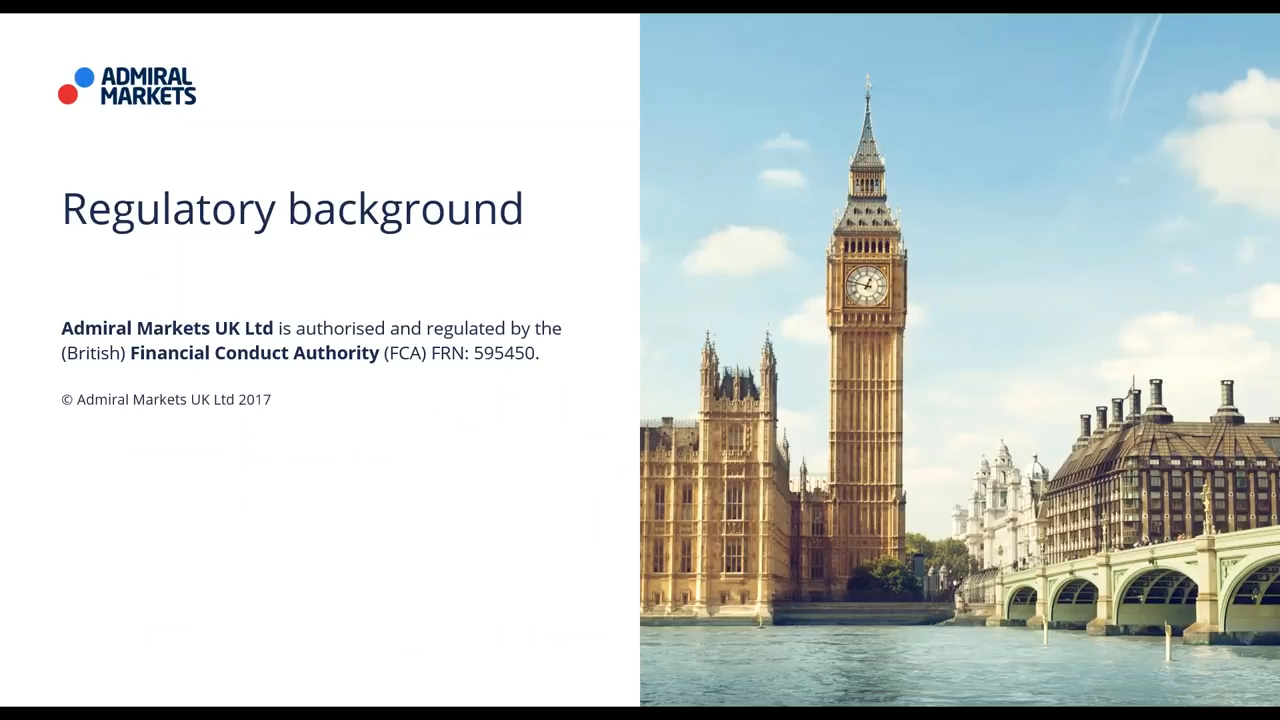 ADMIRAL
MARKETS
Regulatory background
Admiral Markets UK Ltd is authorised and regulated by the
(British) Financial Conduct Authority (FCA) FRN: 595450.
© Admiral Markets UK Ltd 2017